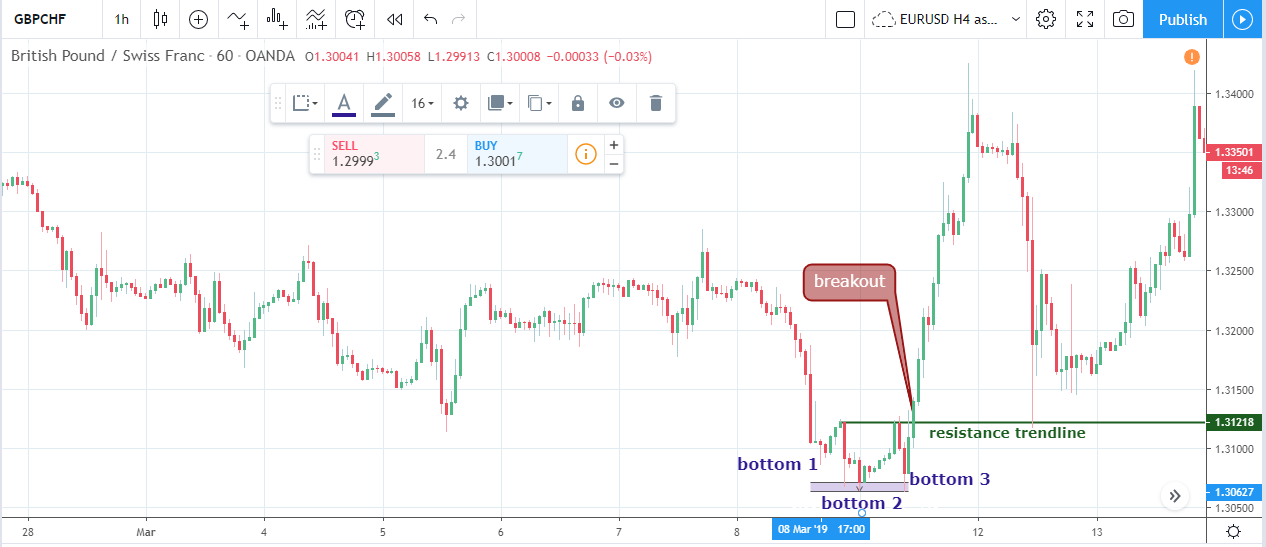 GBPCHF 1h EURUSD H4 as... Publish
British Pound / Swiss Franc · 60 · OANDA O1.30041 H1.30058 L1.29913 C1.30008 −0.00033 (−0.03%)
A 16
SELL
1.29993
2.4
BUY
1.30017
1.34000
1.33501
13:46
1.33000
1.32500
breakout
1.32000
1.31500
1.31218
resistance trendline
1.31000
bottom 1
bottom 3
1.30627
bottom 2
1.30500
28 Mar 4 5 6 7 8 08 Mar '19 17:00 12 13